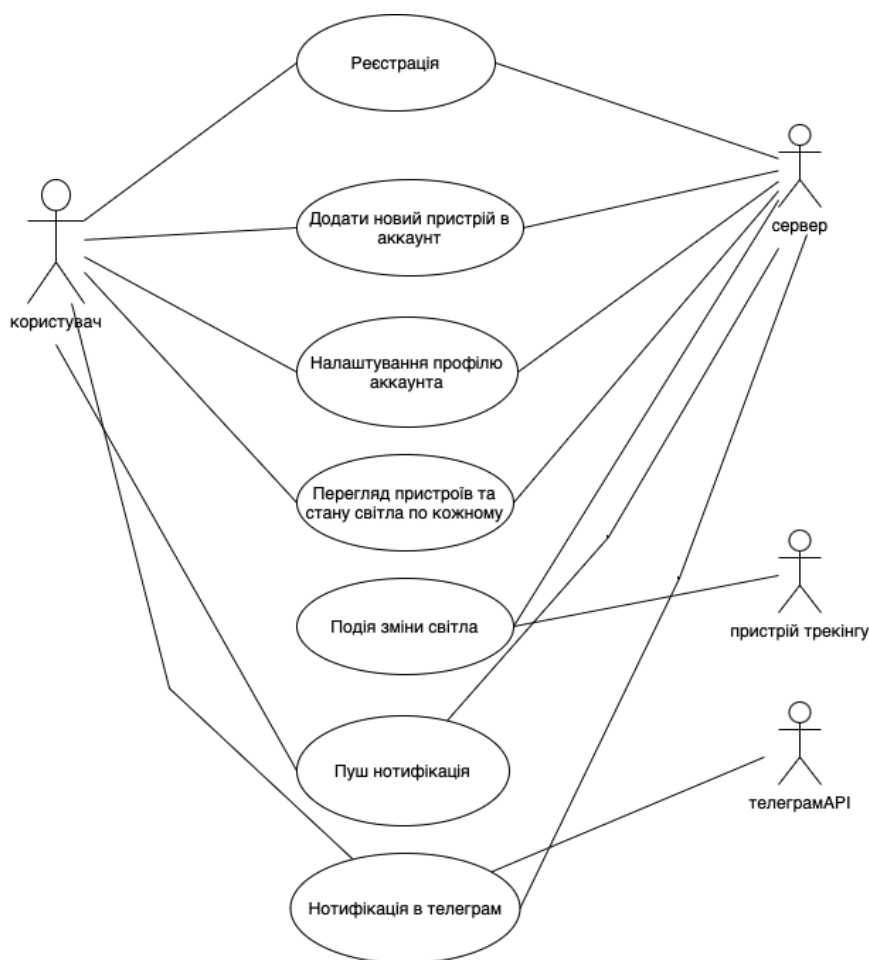 Реєстрація
Додати новий пристрій в
аккаунт
сервер
користувач
Налаштування профілю
аккаунта
Перегляд пристроїв та
стану світла по кожному
Подія зміни світла
пристрій трекінгу
Пуш нотифікація
телеграмАРІ
Нотифікація в телеграм